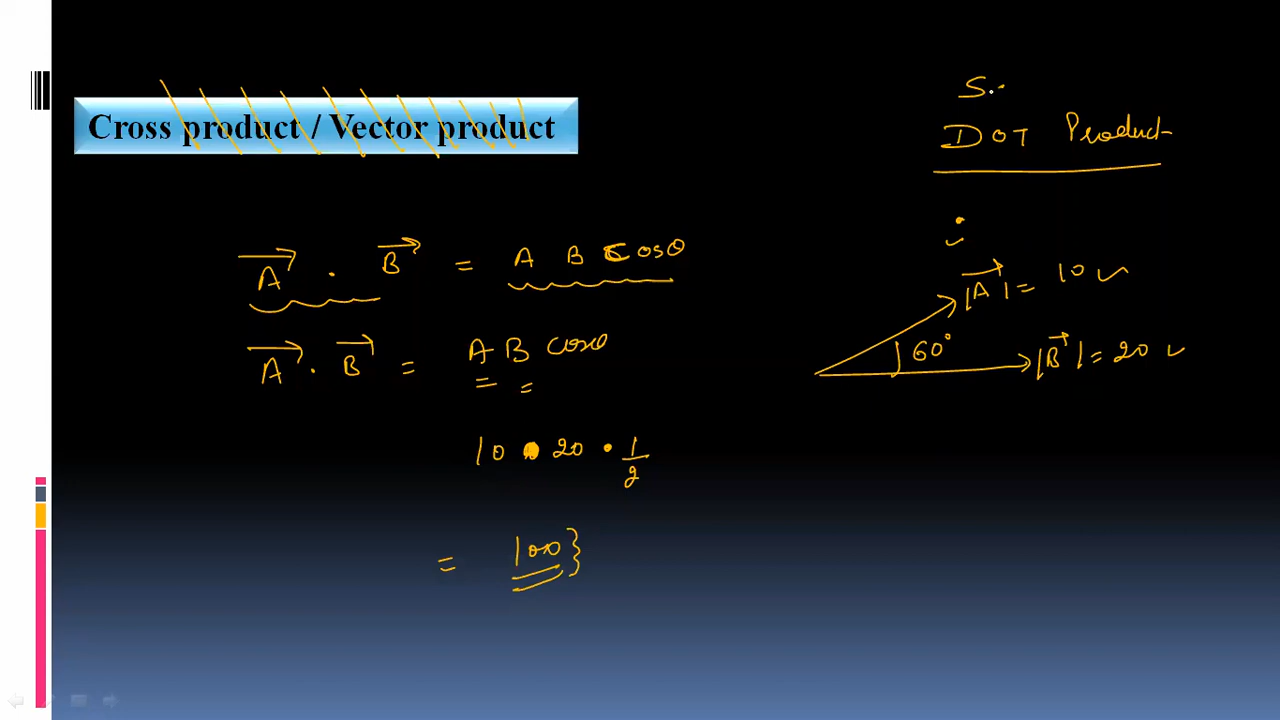 S
Cross product / Vector product
DOT Product
A⃗ . B⃗ = A B cosθ
|A⃗| = 10
A⃗ . B⃗ = A B cosθ
60°
|B⃗| = 20
10 • 20 • 1/2
= 100}